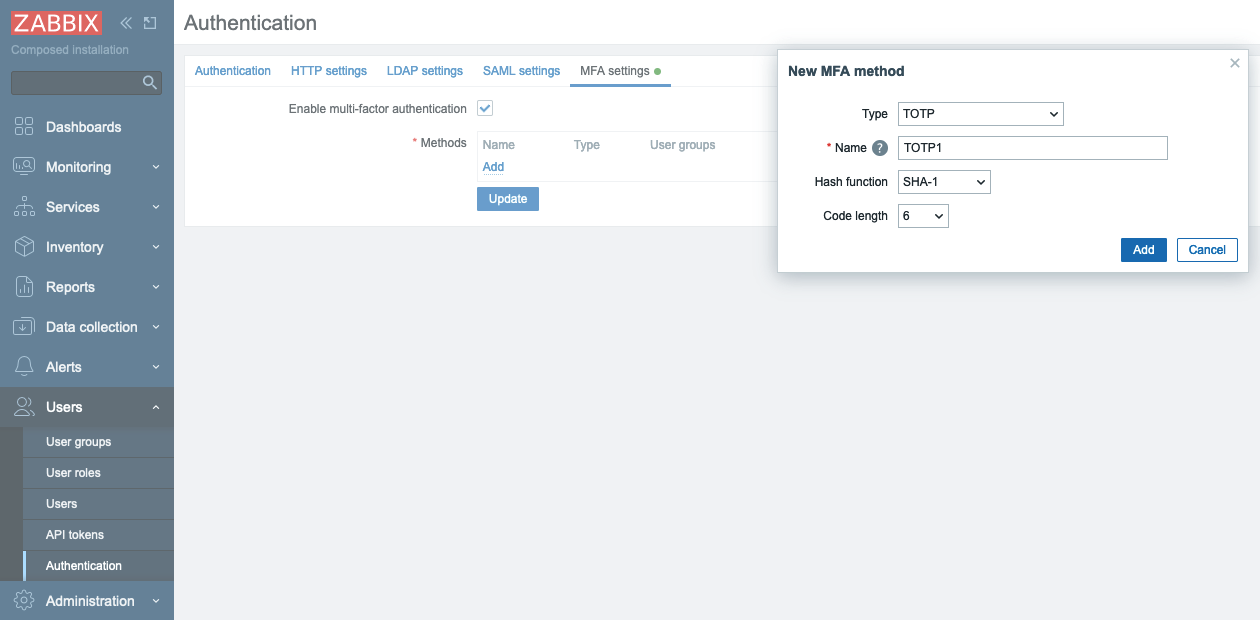 ZABBIX
Composed installation
Dashboards
Monitoring
Services
Inventory
Reports
Data collection
Alerts
Users
User groups
User roles
Users
API tokens
Authentication
Administration
Authentication
Authentication HTTP settings LDAP settings SAML settings MFA settings
Enable multi-factor authentication
* Methods Name Type User groups
Add
Update
New MFA method
Type TOTP
* Name ? TOTP1
Hash function SHA-1
Code length 6
Add Cancel